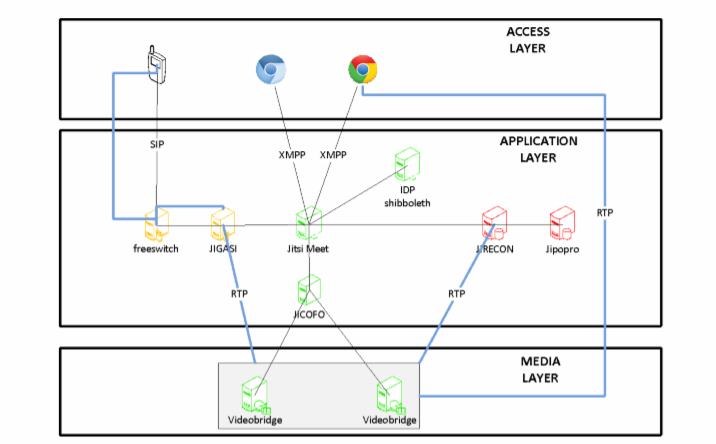 ACCESS
LAYER
APPLICATION
LAYER
SIP
XMPP
XMPP
IDP
shibboleth
RTP
freeswitch
JIGASI
Jitsi Meet
JIRECON
Jipopro
RTP
RTP
JICOFO
MEDIA
LAYER
Videobridge
Videobridge